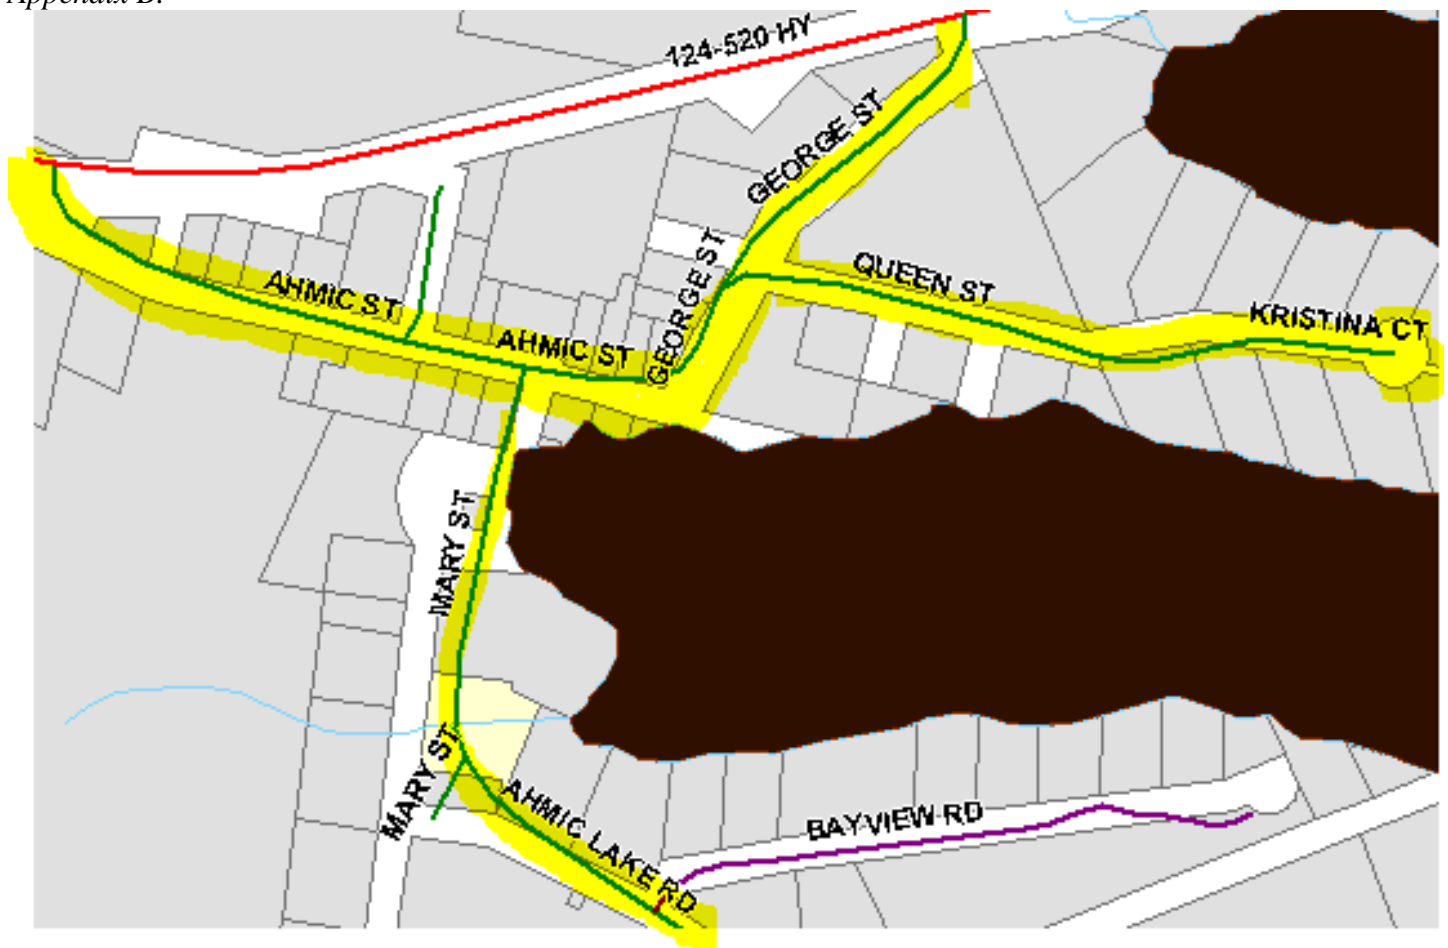 Appendix B.
124-520 HY
GEORGE ST
GEORGE ST
QUEEN ST
KRISTINA CT
AHMIC ST
AHMIC ST
MARY ST
MARY ST
AHMIC LAKE RD
BAYVIEW RD